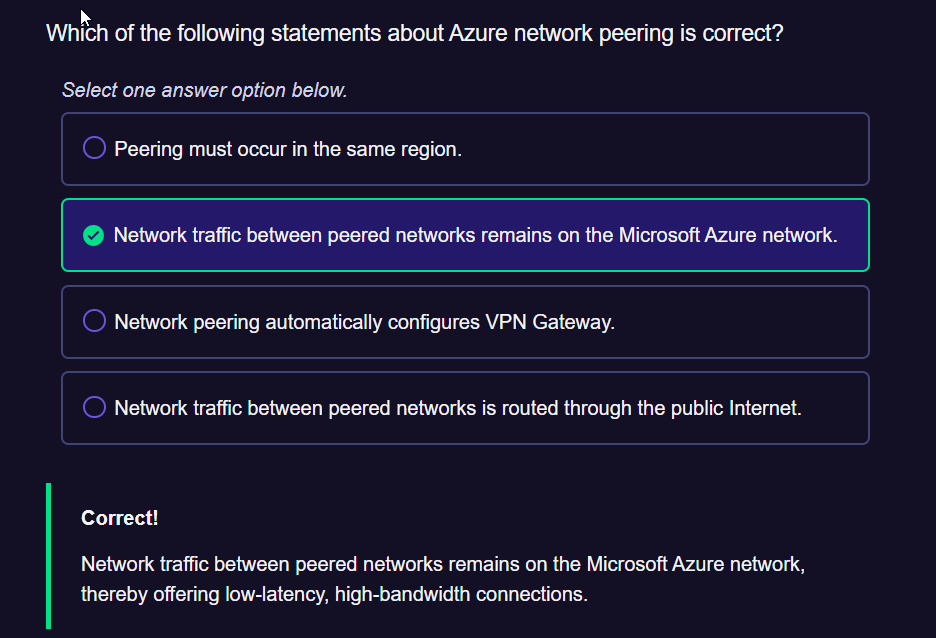 Which of the following statements about Azure network peering is correct?
Select one answer option below.
Peering must occur in the same region.
Network traffic between peered networks remains on the Microsoft Azure network.
Network peering automatically configures VPN Gateway.
Network traffic between peered networks is routed through the public Internet.
Correct!
Network traffic between peered networks remains on the Microsoft Azure network,
thereby offering low-latency, high-bandwidth connections.